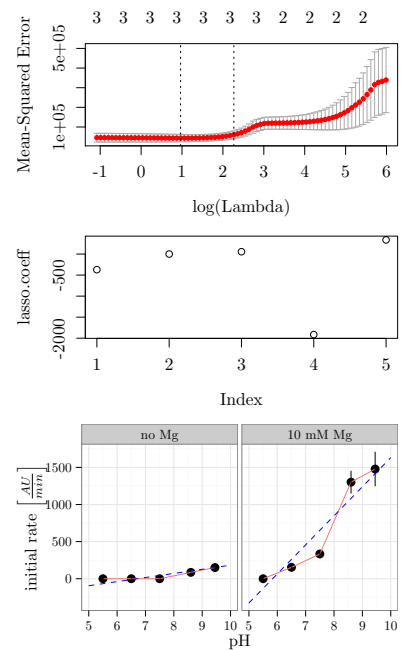 3 3 3 3 3 3 3 2 2 2 2
Mean-Squared Error
5e+05
1e+05
-1 0 1 2 3 4 5 6
log(Lambda)
lasso.coeff
-500
-2000
1 2 3 4 5
Index
no Mg 10 mM Mg
initial rate [AU/min]
1500
1000
500
0
5 6 7 8 9 10 5 6 7 8 9 10
pH